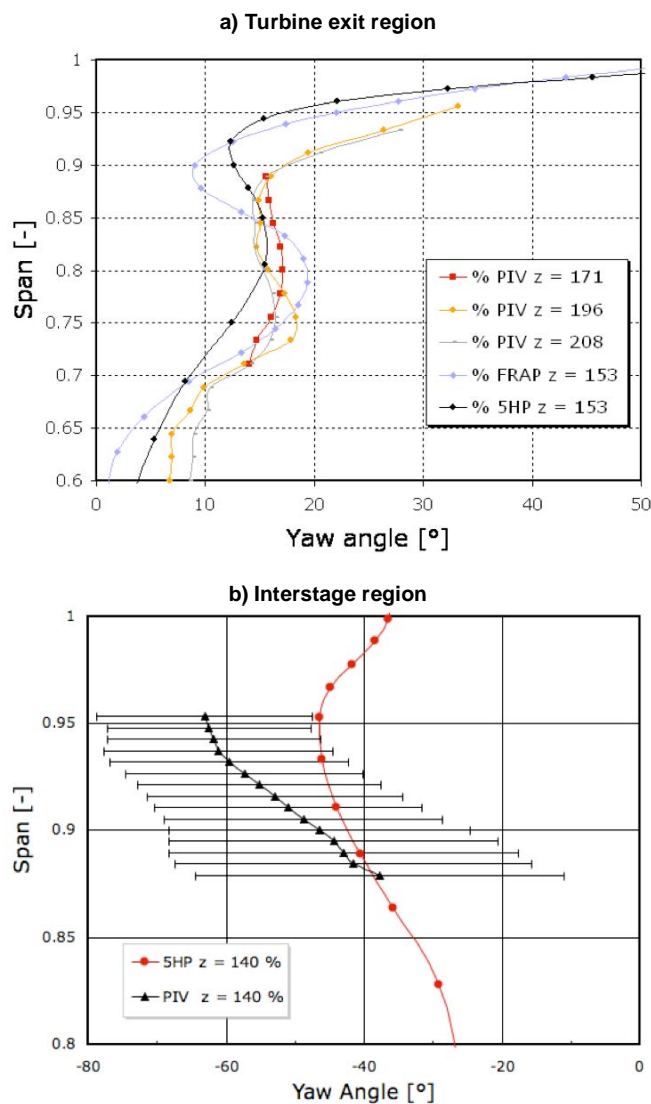 a) Turbine exit region
1
0.95
0.9
0.85
0.8
0.75
0.7
0.65
0.6
Span [-]
% PIV z = 171
% PIV z = 196
% PIV z = 208
% FRAP z = 153
% 5HP z = 153
0 10 20 30 40 50
Yaw angle [°]
b) Interstage region
1
0.95
0.9
0.85
0.8
Span [-]
5HP z = 140 %
PIV z = 140 %
-80 -60 -40 -20 0
Yaw Angle [°]